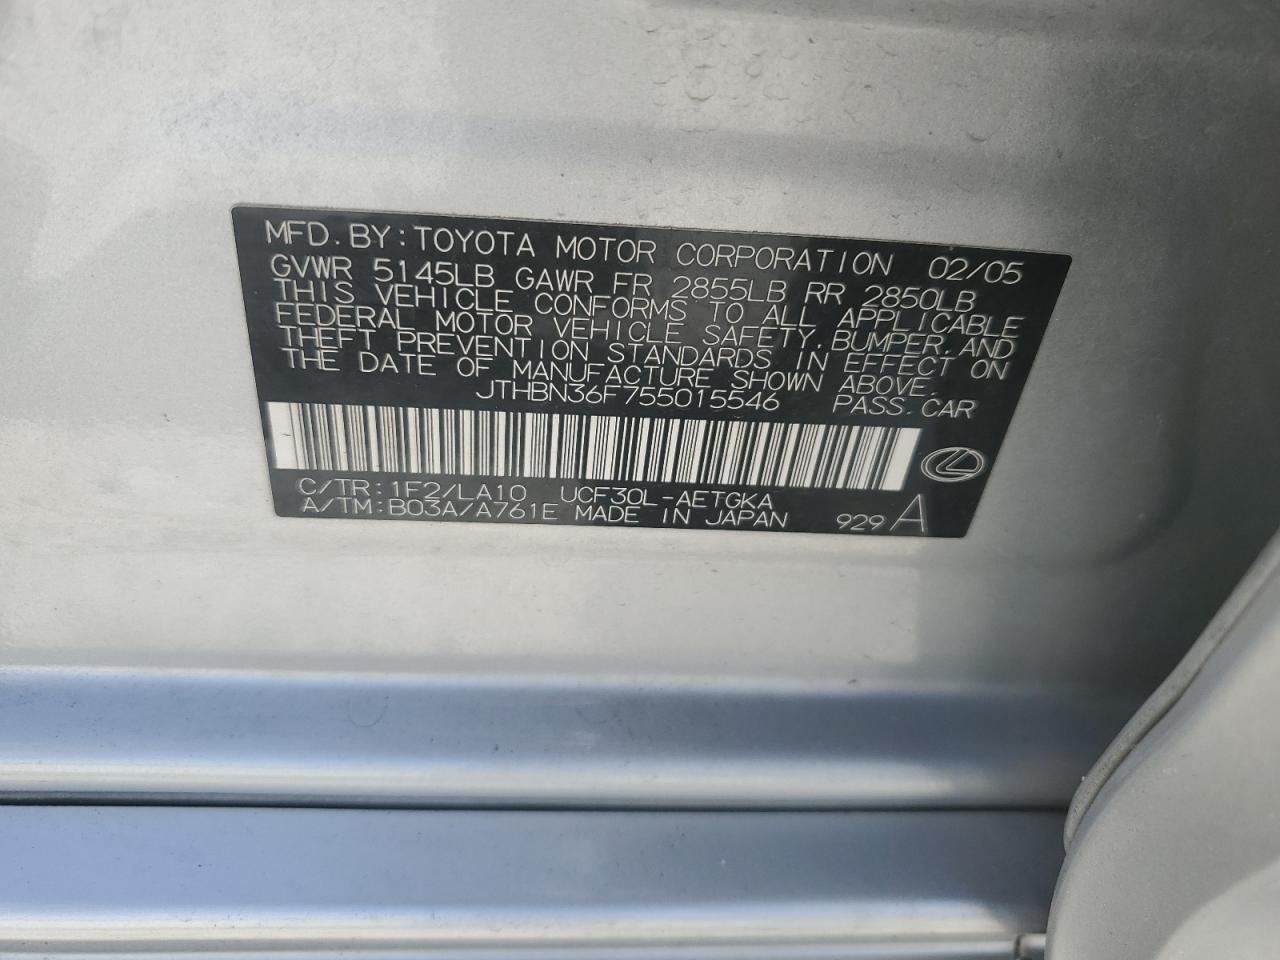 MFD. BY: TOYOTA MOTOR CORPORATION 02/05
GVWR 5145LB GAWR FR 2855LB RR 2850LB
THIS VEHICLE CONFORMS TO ALL APPLICABLE
FEDERAL MOTOR VEHICLE SAFETY, BUMPER, AND
THEFT PREVENTION STANDARDS IN EFFECT ON
THE DATE OF MANUFACTURE SHOWN ABOVE.
JTHBN36F755015546 PASS. CAR
C/TR: 1F2/LA10 UCF30L-AETGKA
A/TM: B03A/A761E MADE IN JAPAN 929 A